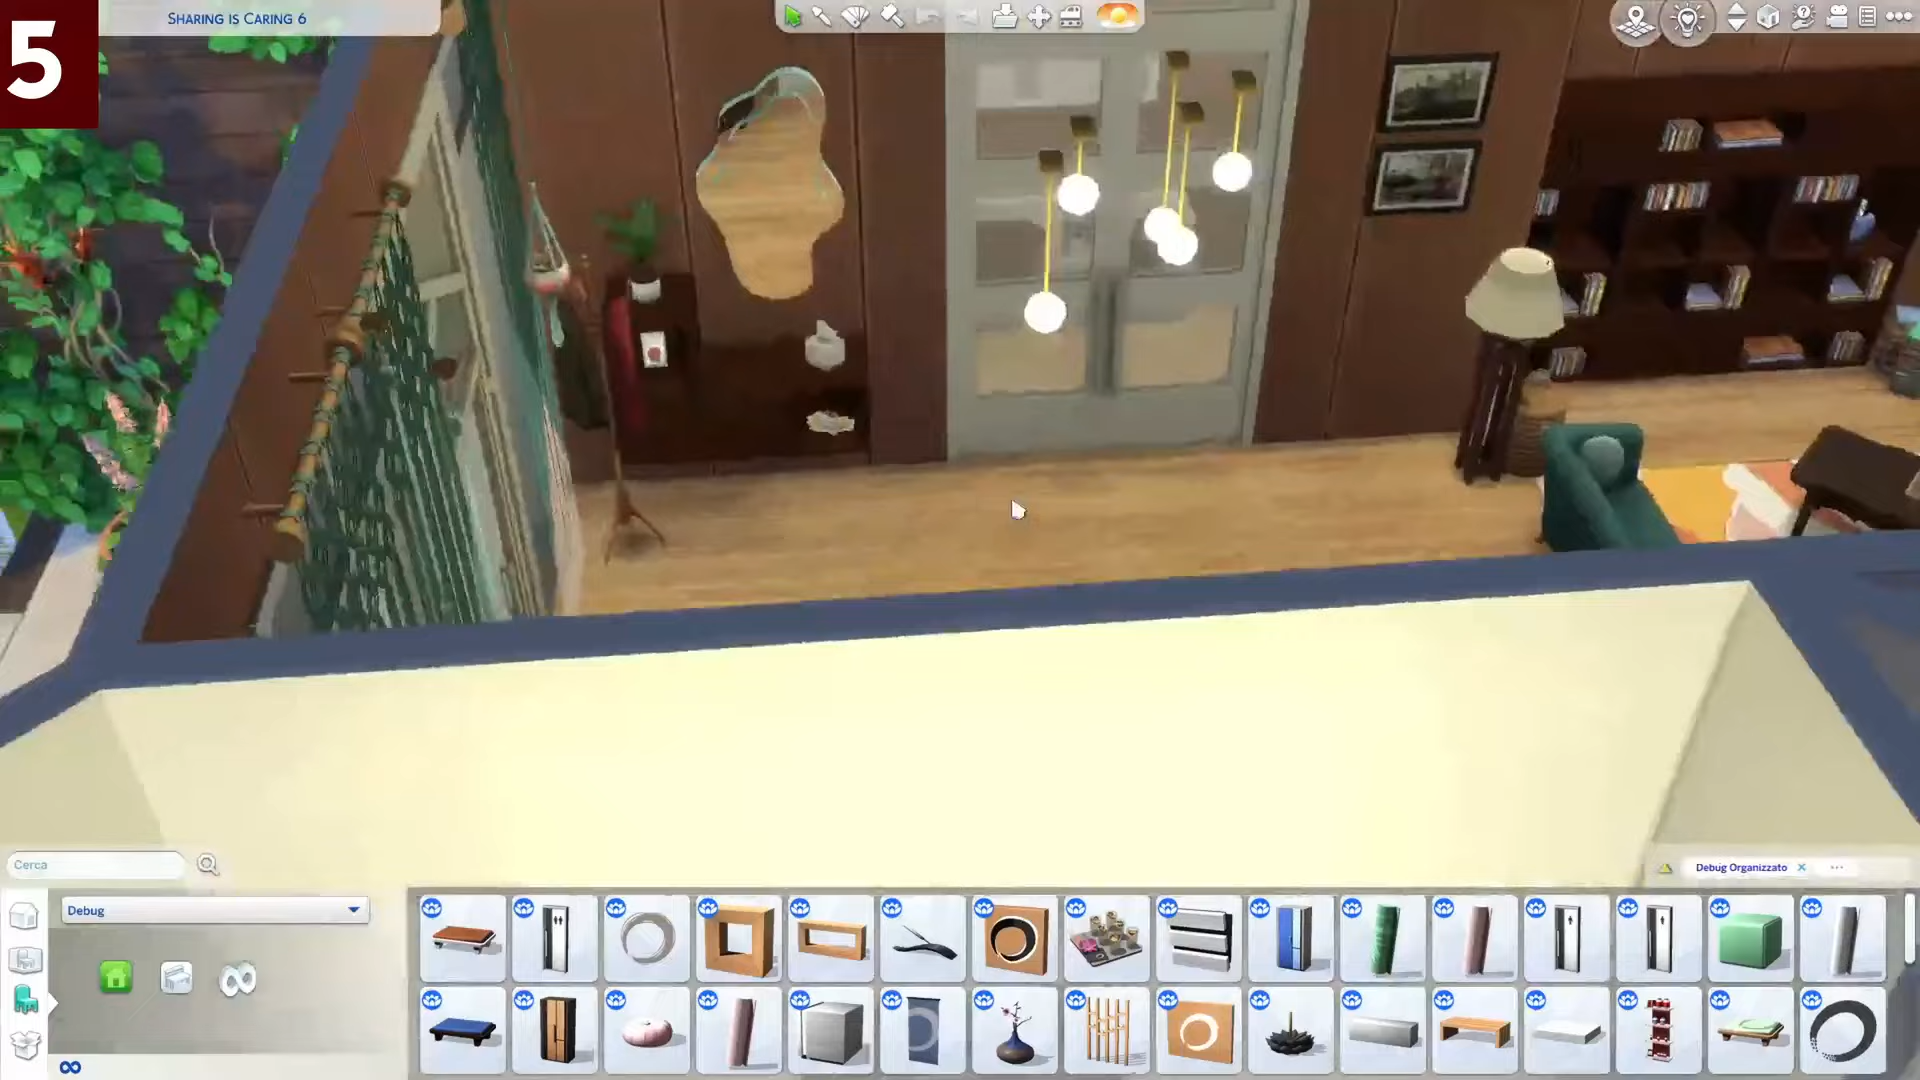 5
SHARING IS CARING 6
Cerca
Debug Organizzato
Debug